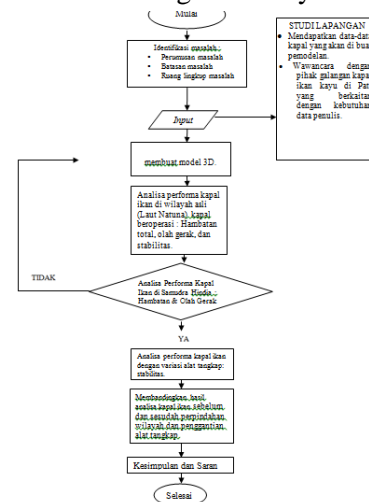 Mulai
STUDI LAPANGAN
• Mendapatkan data-data
kapal yang akan di bua
pemodelan.
• Wawancara dengan
pihak galangan kapa
ikan kayu di Pati
yang berkaitan
dengan kebutuhan
data penulis.
Identifikasi masalah :
• Perumusan masalah
• Batasan masalah
• Ruang lingkup masalah
Input
membuat model 3D.
Analisa performa kapal
ikan di wilayah asli
(Laut Natuna), kapal
beroperasi : Hambatan
total, olah gerak, dan
stabilitas.
TIDAK
Analisa Performa Kapal
Ikan di Samudra Hindia :
Hambatan & Olah Gerak
YA
Analisa performa kapal ikan
dengan variasi alat tangkap:
stabilitas.
Membandingkan hasil
analisa kapal ikan sebelum
dan sesudah perpindahan
wilayah dan penggantian
alat tangkap.
Kesimpulan dan Saran
Selesai